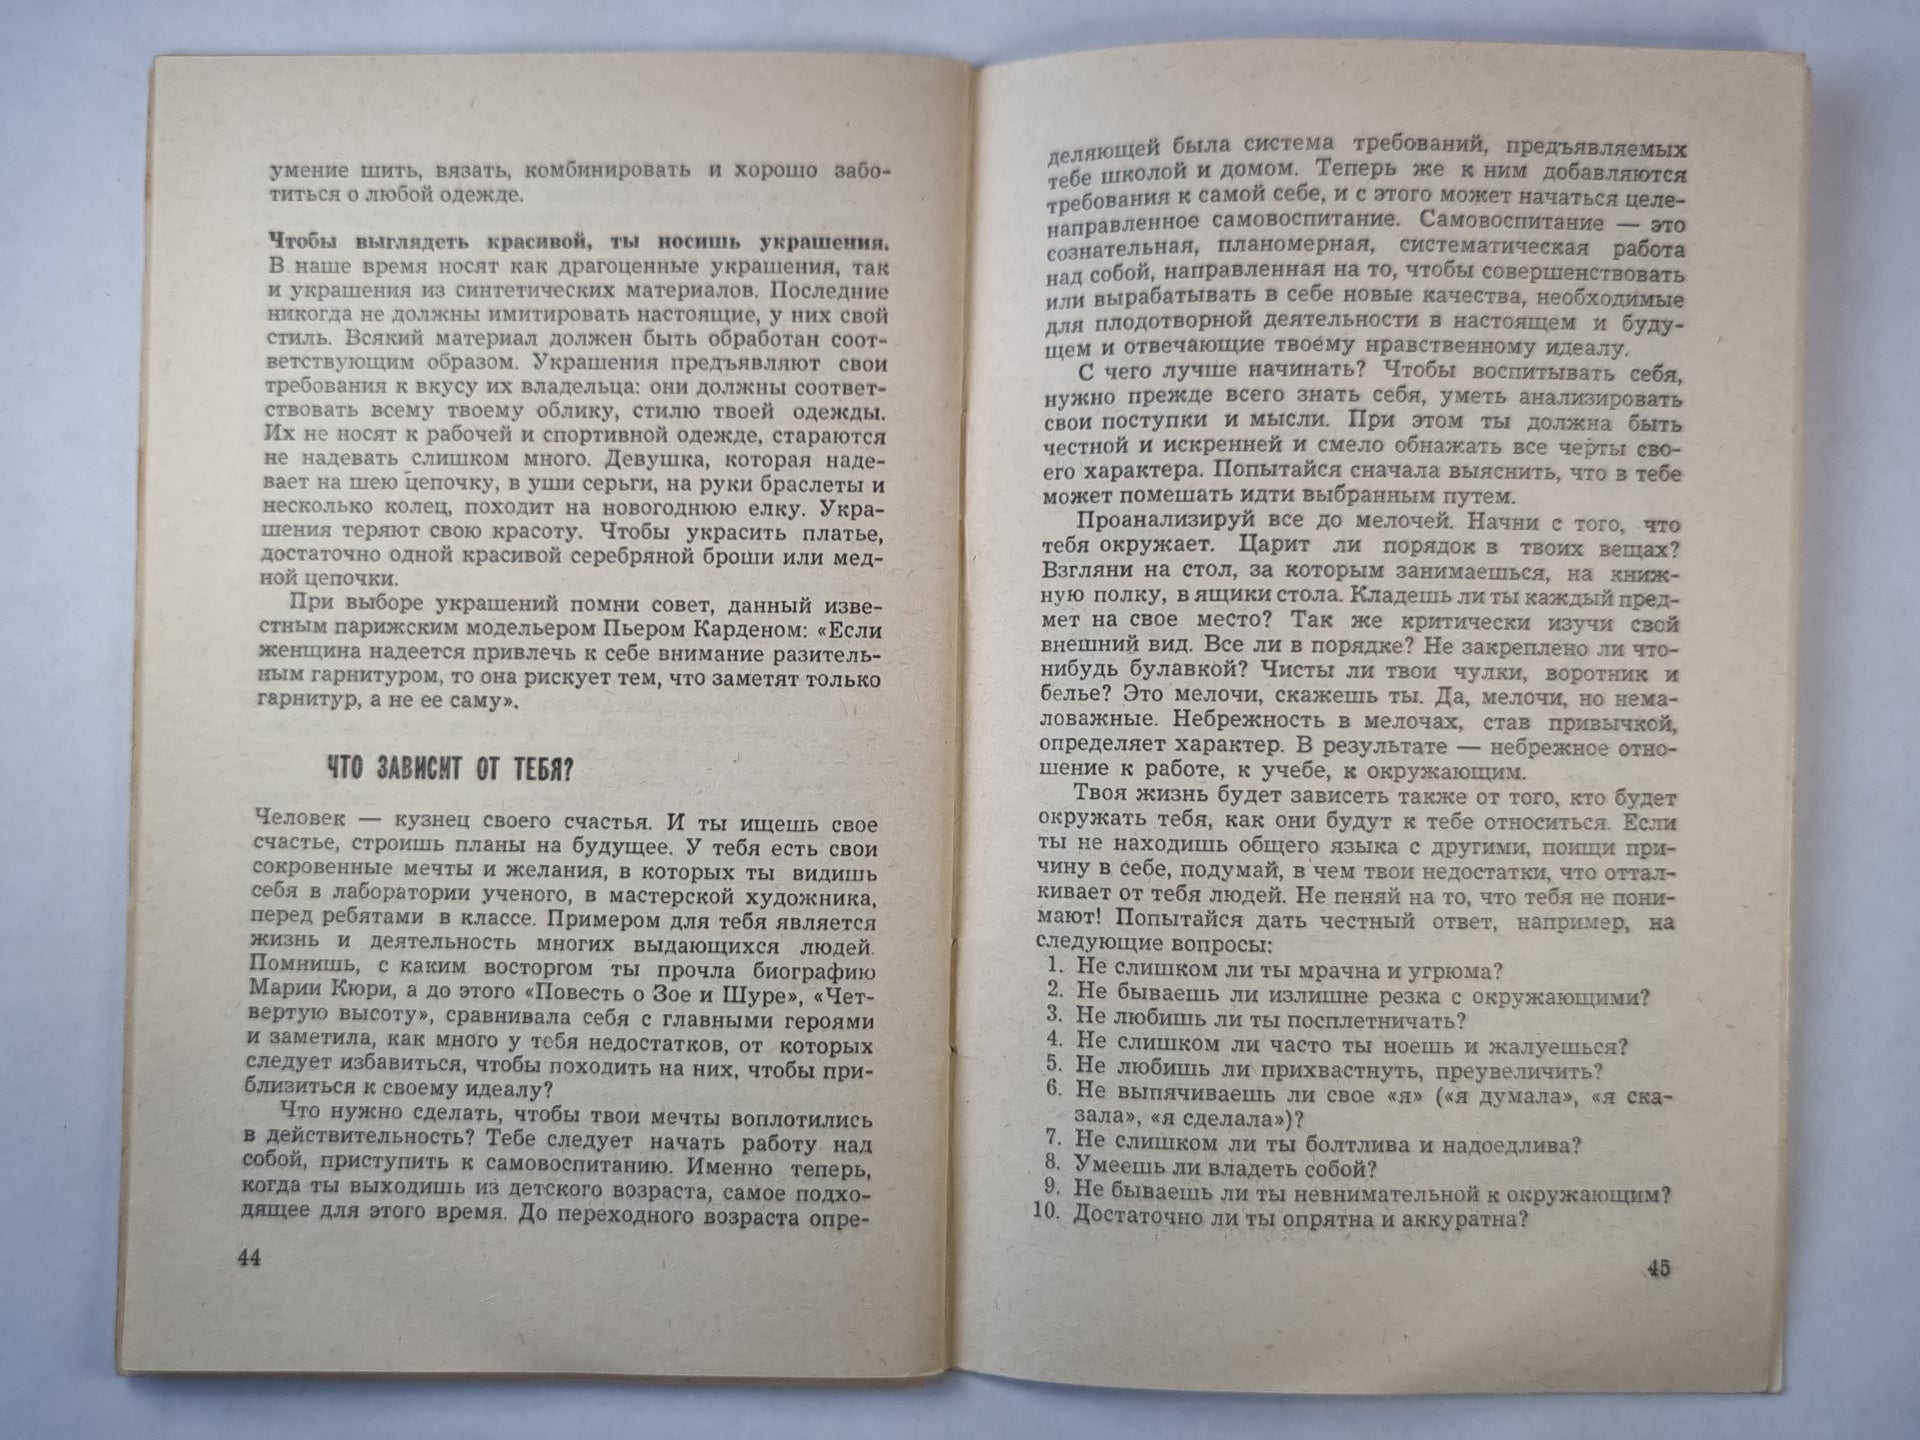 умение шить, вязать, комбинировать и хорошо забо-
титься о любой одежде.
Чтобы выглядеть красивой, ты носишь украшения.
В наше время носят как драгоценные украшения, так
и украшения из синтетических материалов. Последние
никогда не должны имитировать настоящие, у них свой
стиль. Всякий материал должен быть обработан соот-
ветствующим образом. Украшения предъявляют свои
требования к вкусу их владельца: они должны соответ-
ствовать всему твоему облику, стилю твоей одежды.
Их не носят к рабочей и спортивной одежде, стараются
не надевать слишком много. Девушка, которая наде-
вает на шею цепочку, в уши серьги, на руки браслеты и
несколько колец, походит на новогоднюю елку. Укра-
шения теряют свою красоту. Чтобы украсить платье,
достаточно одной красивой серебряной броши или мед-
ной цепочки.
При выборе украшений помни совет, данный изве-
стным парижским модельером Пьером Карденом: «Если
женщина надеется привлечь к себе внимание разитель-
ным гарнитуром, то она рискует тем, что заметят только
гарнитур, а не ее саму».
ЧТО ЗАВИСИТ ОТ ТЕБЯ?
Человек — кузнец своего счастья. И ты ищешь свое
счастье, строишь планы на будущее. У тебя есть свои
сокровенные мечты и желания, в которых ты видишь
себя в лаборатории ученого, в мастерской художника,
перед ребятами в классе. Примером для тебя является
жизнь и деятельность многих выдающихся людей.
Помнишь, с каким восторгом ты прочла биографию
Марии Кюри, а до этого «Повесть о Зое и Шуре», «Чет-
вертую высоту», сравнивала себя с главными героями
и заметила, как много у тебя недостатков, от которых
следует избавиться, чтобы походить на них, чтобы при-
близиться к своему идеалу?
Что нужно сделать, чтобы твои мечты воплотились
в действительность? Тебе следует начать работу над
собой, приступить к самовоспитанию. Именно теперь,
когда ты выходишь из детского возраста, самое подхо-
дящее для этого время. До переходного возраста опре-
44
деляющей была система требований, предъявляемых
тебе школой и домом. Теперь же к ним добавляются
требования к самой себе, и с этого может начаться целе-
направленное самовоспитание. Самовоспитание — это
сознательная, планомерная, систематическая работа
над собой, направленная на то, чтобы совершенствовать
или вырабатывать в себе новые качества, необходимые
для плодотворной деятельности в настоящем и буду-
щем и отвечающие твоему нравственному идеалу.
С чего лучше начинать? Чтобы воспитывать себя,
нужно прежде всего знать себя, уметь анализировать
свои поступки и мысли. При этом ты должна быть
честной и искренней и смело обнажать все черты сво-
его характера. Попытайся сначала выяснить, что в тебе
может помешать идти выбранным путем.
Проанализируй все до мелочей. Начни с того, что
тебя окружает. Царит ли порядок в твоих вещах?
Взгляни на стол, за которым занимаешься, на книж-
ную полку, в ящики стола. Кладешь ли ты каждый пред-
мет на свое место? Так же критически изучи свой
внешний вид. Все ли в порядке? Не закреплено ли что-
нибудь булавкой? Чисты ли твои чулки, воротник и
белье? Это мелочи, скажешь ты. Да, мелочи, но нема-
ловажные. Небрежность в мелочах, став привычкой,
определяет характер. В результате — небрежное отно-
шение к работе, к учебе, к окружающим.
Твоя жизнь будет зависеть также от того, кто будет
окружать тебя, как они будут к тебе относиться. Если
ты не находишь общего языка с другими, поищи при-
чину в себе, подумай, в чем твои недостатки, что оттал-
кивает от тебя людей. Не пеняй на то, что тебя не пони-
мают! Попытайся дать честный ответ, например, на
следующие вопросы:
1. Не слишком ли ты мрачна и угрюма?
2. Не бываешь ли излишне резка с окружающими?
3. Не любишь ли ты посплетничать?
4. Не слишком ли часто ты ноешь и жалуешься?
5. Не любишь ли прихвастнуть, преувеличить?
6. Не выпячиваешь ли свое «я» («я думала», «я ска-
зала», «я сделала»)?
7. Не слишком ли ты болтлива и надоедлива?
8. Умеешь ли владеть собой?
9. Не бываешь ли ты невнимательной к окружающим?
10. Достаточно ли ты опрятна и аккуратна?
45